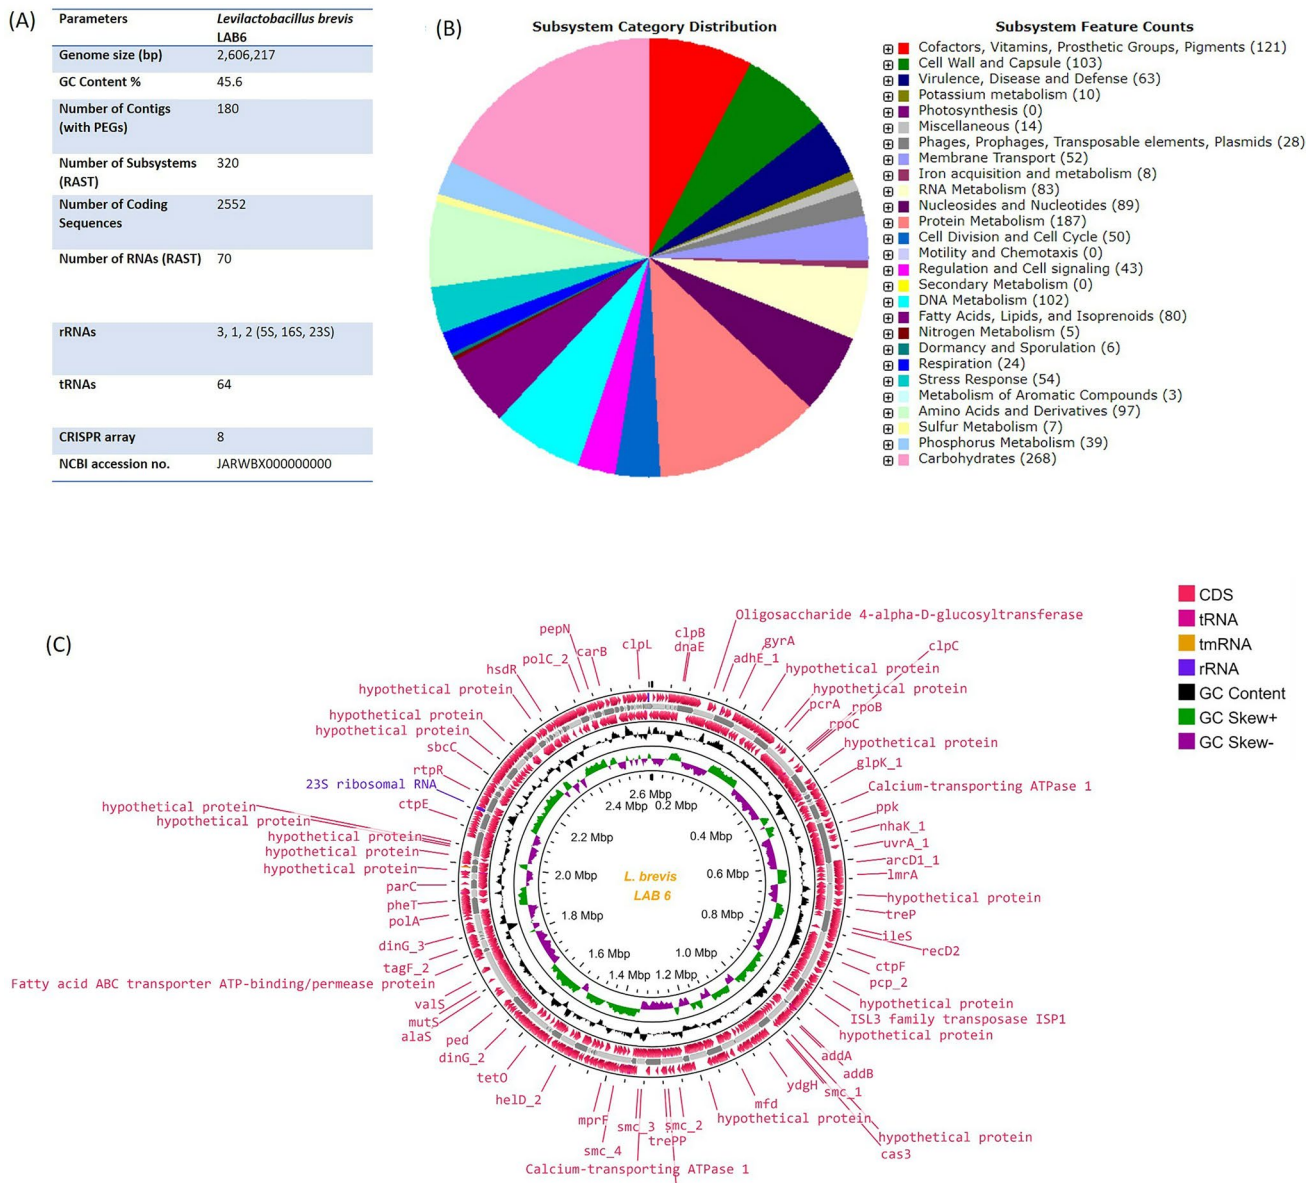 (A)
Parameters Levilactobacillus brevis
LAB6
Genome size (bp) 2,606,217
GC Content % 45.6
Number of Contigs 180
(with PEGs)
Number of Subsystems 320
(RAST)
Number of Coding 2552
Sequences
Number of RNAs (RAST) 70
rRNAs 3, 1, 2 (5S, 16S, 23S)
tRNAs 64
CRISPR array 8
NCBI accession no. JARWBX000000000
(B)
Subsystem Category Distribution
Subsystem Feature Counts
Cofactors, Vitamins, Prosthetic Groups, Pigments (121)
Cell Wall and Capsule (103)
Virulence, Disease and Defense (63)
Potassium metabolism (10)
Photosynthesis (0)
Miscellaneous (14)
Phages, Prophages, Transposable elements, Plasmids (28)
Membrane Transport (52)
Iron acquisition and metabolism (8)
RNA Metabolism (83)
Nucleosides and Nucleotides (89)
Protein Metabolism (187)
Cell Division and Cell Cycle (50)
Motility and Chemotaxis (0)
Regulation and Cell signaling (43)
Secondary Metabolism (0)
DNA Metabolism (102)
Fatty Acids, Lipids, and Isoprenoids (80)
Nitrogen Metabolism (5)
Dormancy and Sporulation (6)
Respiration (24)
Stress Response (54)
Metabolism of Aromatic Compounds (3)
Amino Acids and Derivatives (97)
Sulfur Metabolism (7)
Phosphorus Metabolism (39)
Carbohydrates (268)
(C)
CDS
tRNA
tmRNA
rRNA
GC Content
GC Skew+
GC Skew-
clpB
dnaE
Oligosaccharide 4-alpha-D-glucosyltransferase
gyrA
adhE_1
hypothetical protein
clpC
hypothetical protein
pcrA
rpoB
rpoC
hypothetical protein
glpK_1
Calcium-transporting ATPase 1
ppk
nhaK_1
uvrA_1
arcD1_1
lmrA
hypothetical protein
treP
ileS
recD2
ctpF
pcp_2
hypothetical protein
ISL3 family transposase ISP1
hypothetical protein
addA
addB
smc_1
ydgH
hypothetical protein
cas3
mfd
hypothetical protein
smc_2
trePP
smc_3
Calcium-transporting ATPase 1
smc_4
mprF
helD_2
tetO
dinG_2
ped
alaS
mutS
valS
Fatty acid ABC transporter ATP-binding/permease protein
tagF_2
dinG_3
polA
pheT
parC
hypothetical protein
hypothetical protein
hypothetical protein
hypothetical protein
hypothetical protein
ctpE
23S ribosomal RNA
rtpR
sbcC
hypothetical protein
hypothetical protein
hypothetical protein
hsdR
polC_2
pepN
carB
clpL
2.6 Mbp
0.2 Mbp
0.4 Mbp
0.6 Mbp
0.8 Mbp
1.0 Mbp
1.2 Mbp
1.4 Mbp
1.6 Mbp
1.8 Mbp
2.0 Mbp
2.2 Mbp
2.4 Mbp
L. brevis
LAB 6